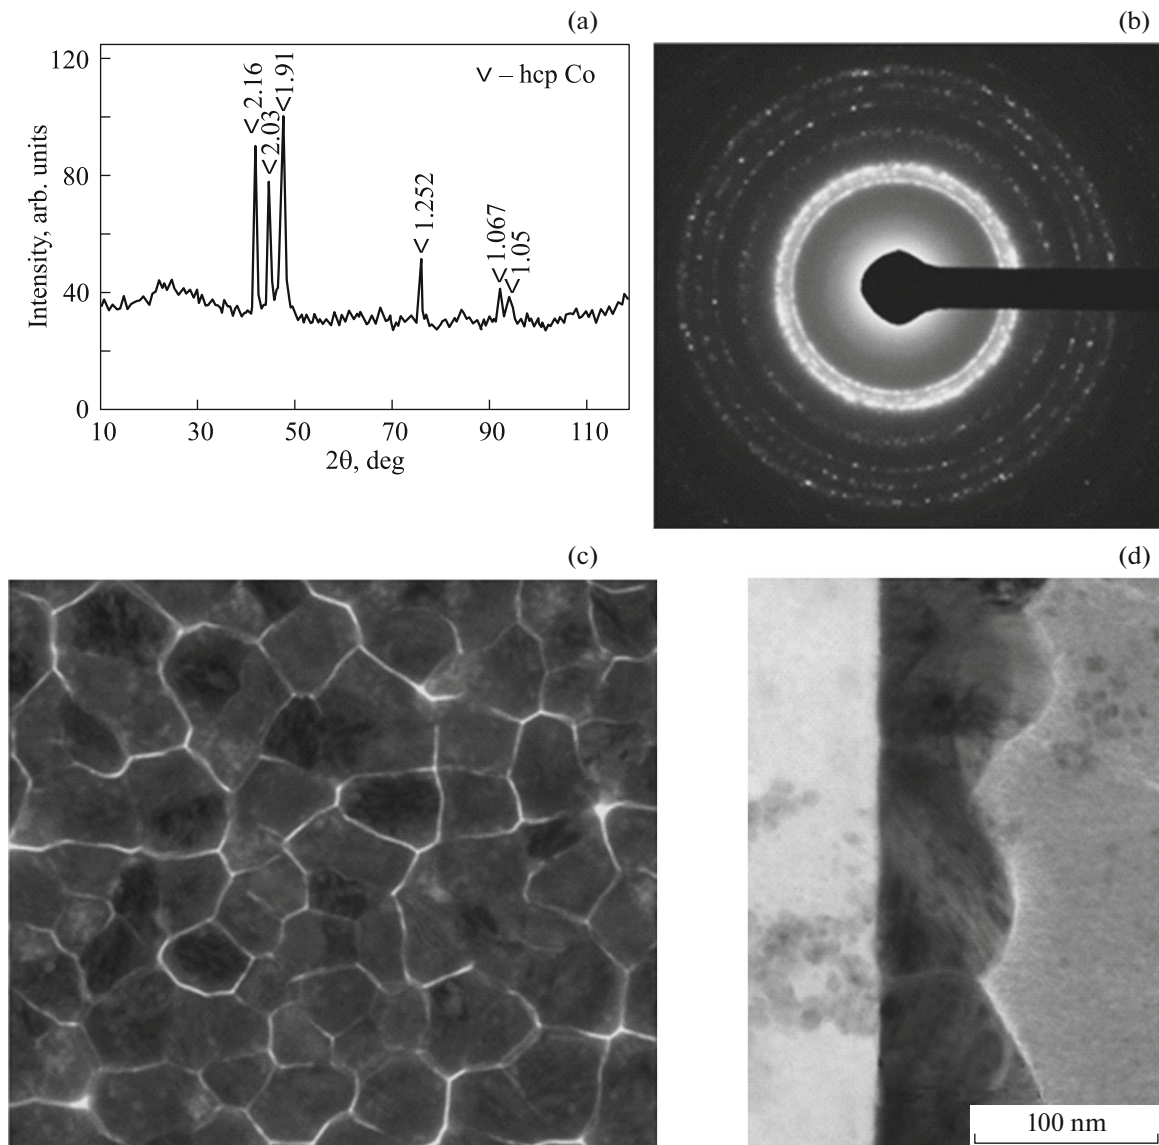 (a)
(b)
120
80
40
0
Intensity, arb. units
< 2.16
< 2.03
< 1.91
∨ – hcp Co
< 1.252
< 1.067
< 1.05
10 30 50 70 90 110
2θ, deg
(c)
(d)
100 nm